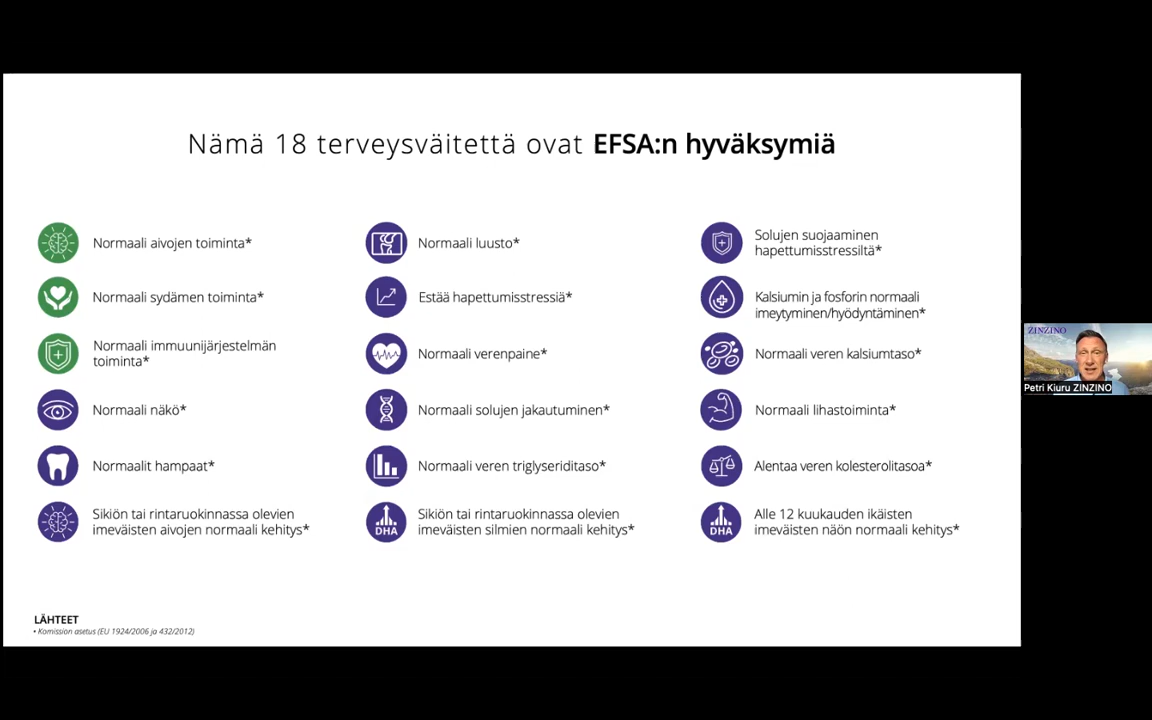 Nämä 18 terveysväitettä ovat EFSA:n hyväksymiä
Normaali aivojen toiminta*
Normaali sydämen toiminta*
Normaali immuunijärjestelmän
toiminta*
Normaali näkö*
Normaalit hampaat*
Sikiön tai rintaruokinnassa olevien
imeväisten aivojen normaali kehitys*
Normaali luusto*
Estää hapettumisstressiä*
Normaali verenpaine*
Normaali solujen jakautuminen*
Normaali veren triglyseriditaso*
DHA
Sikiön tai rintaruokinnassa olevien
imeväisten silmien normaali kehitys*
Solujen suojaaminen
hapettumisstressiltä*
Kalsiumin ja fosforin normaali
imeytyminen/hyödyntäminen*
Normaali veren kalsiumtaso*
Normaali lihastoiminta*
Alentaa veren kolesterolitasoa*
DHA
Alle 12 kuukauden ikäisten
imeväisten näön normaali kehitys*
LÄHTEET
• Komission asetus (EU 1924/2006 ja 432/2012)
ZINZINO
Petri Kiuru ZINZINO